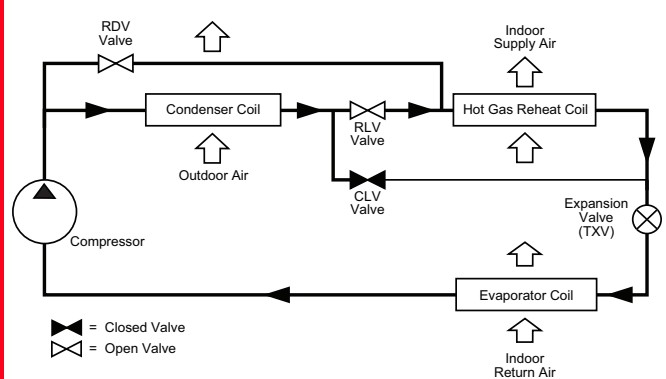 RDV
Valve
Indoor
Supply Air
Condenser Coil
Hot Gas Reheat Coil
RLV
Valve
Outdoor Air
CLV
Valve
Expansion
Valve
(TXV)
Compressor
Evaporator Coil
= Closed Valve
= Open Valve
Indoor
Return Air